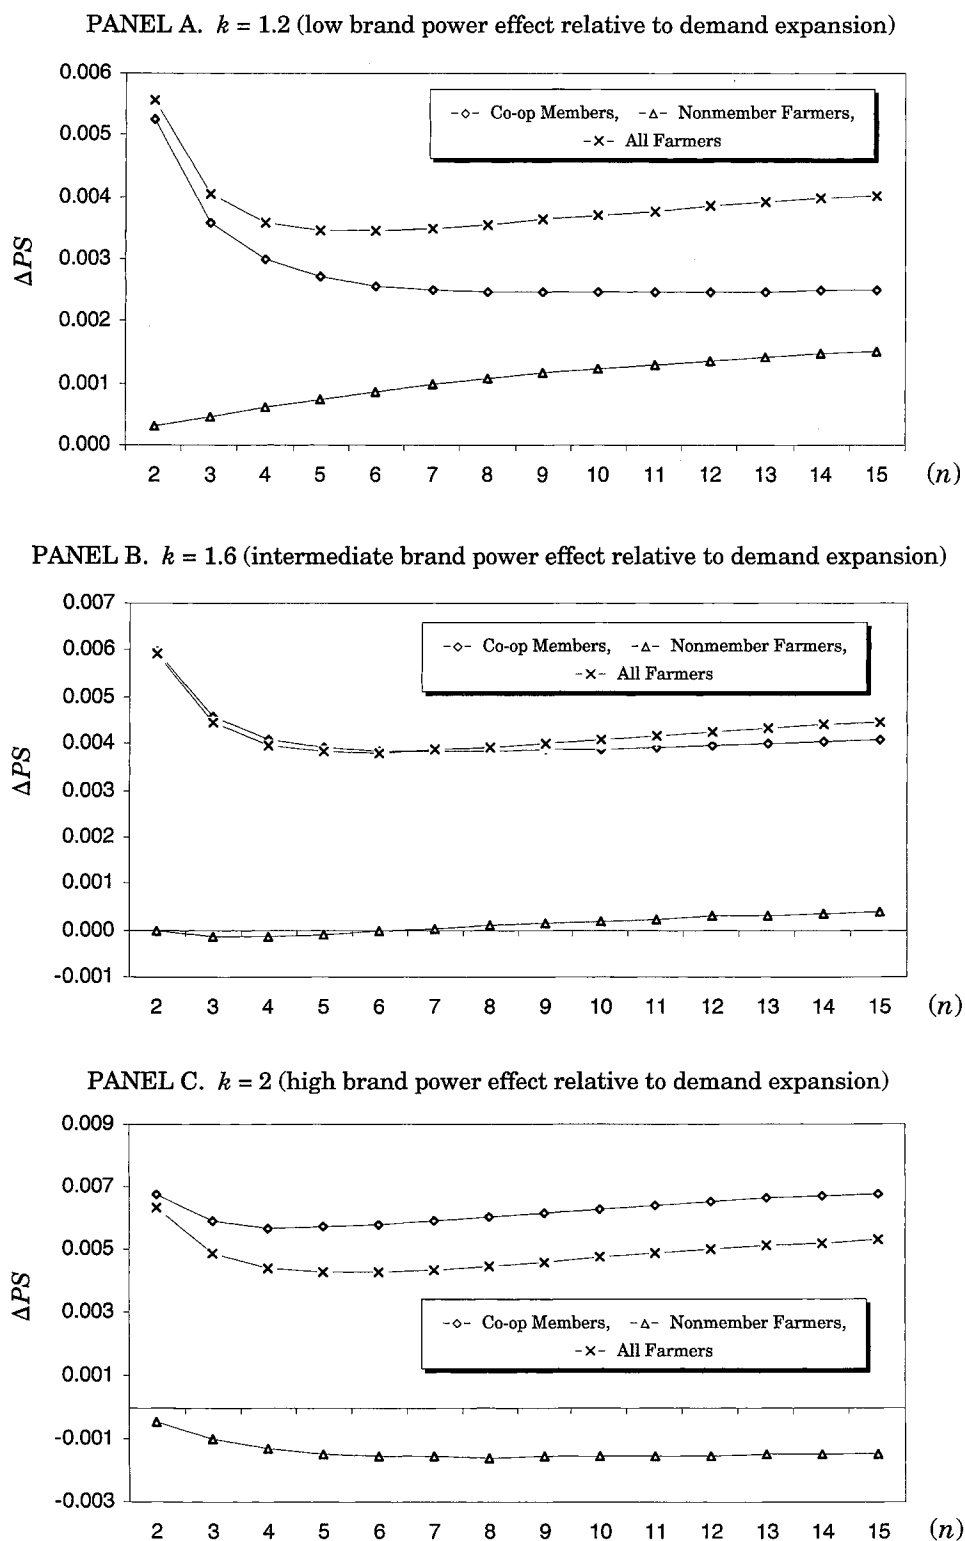 PANEL A. k = 1.2 (low brand power effect relative to demand expansion)
0.006
0.005
0.004
0.003
0.002
0.001
0.000
ΔPS
-◇- Co-op Members, -△- Nonmember Farmers,
-×- All Farmers
2 3 4 5 6 7 8 9 10 11 12 13 14 15 (n)
PANEL B. k = 1.6 (intermediate brand power effect relative to demand expansion)
0.007
0.006
0.005
0.004
0.003
0.002
0.001
0.000
-0.001
ΔPS
-◇- Co-op Members, -△- Nonmember Farmers,
-×- All Farmers
2 3 4 5 6 7 8 9 10 11 12 13 14 15 (n)
PANEL C. k = 2 (high brand power effect relative to demand expansion)
0.009
0.007
0.005
0.003
0.001
-0.001
-0.003
ΔPS
-◇- Co-op Members, -△- Nonmember Farmers,
-×- All Farmers
2 3 4 5 6 7 8 9 10 11 12 13 14 15 (n)